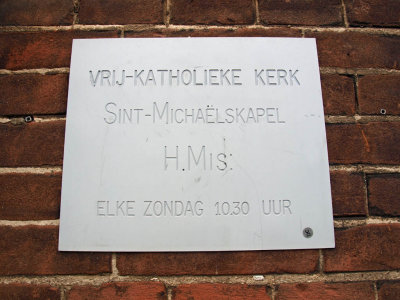 VRIJ-KATHOLIEKE KERK
SINT-MICHAËLSKAPEL
H.MIS:
ELKE ZONDAG 10.30 UUR